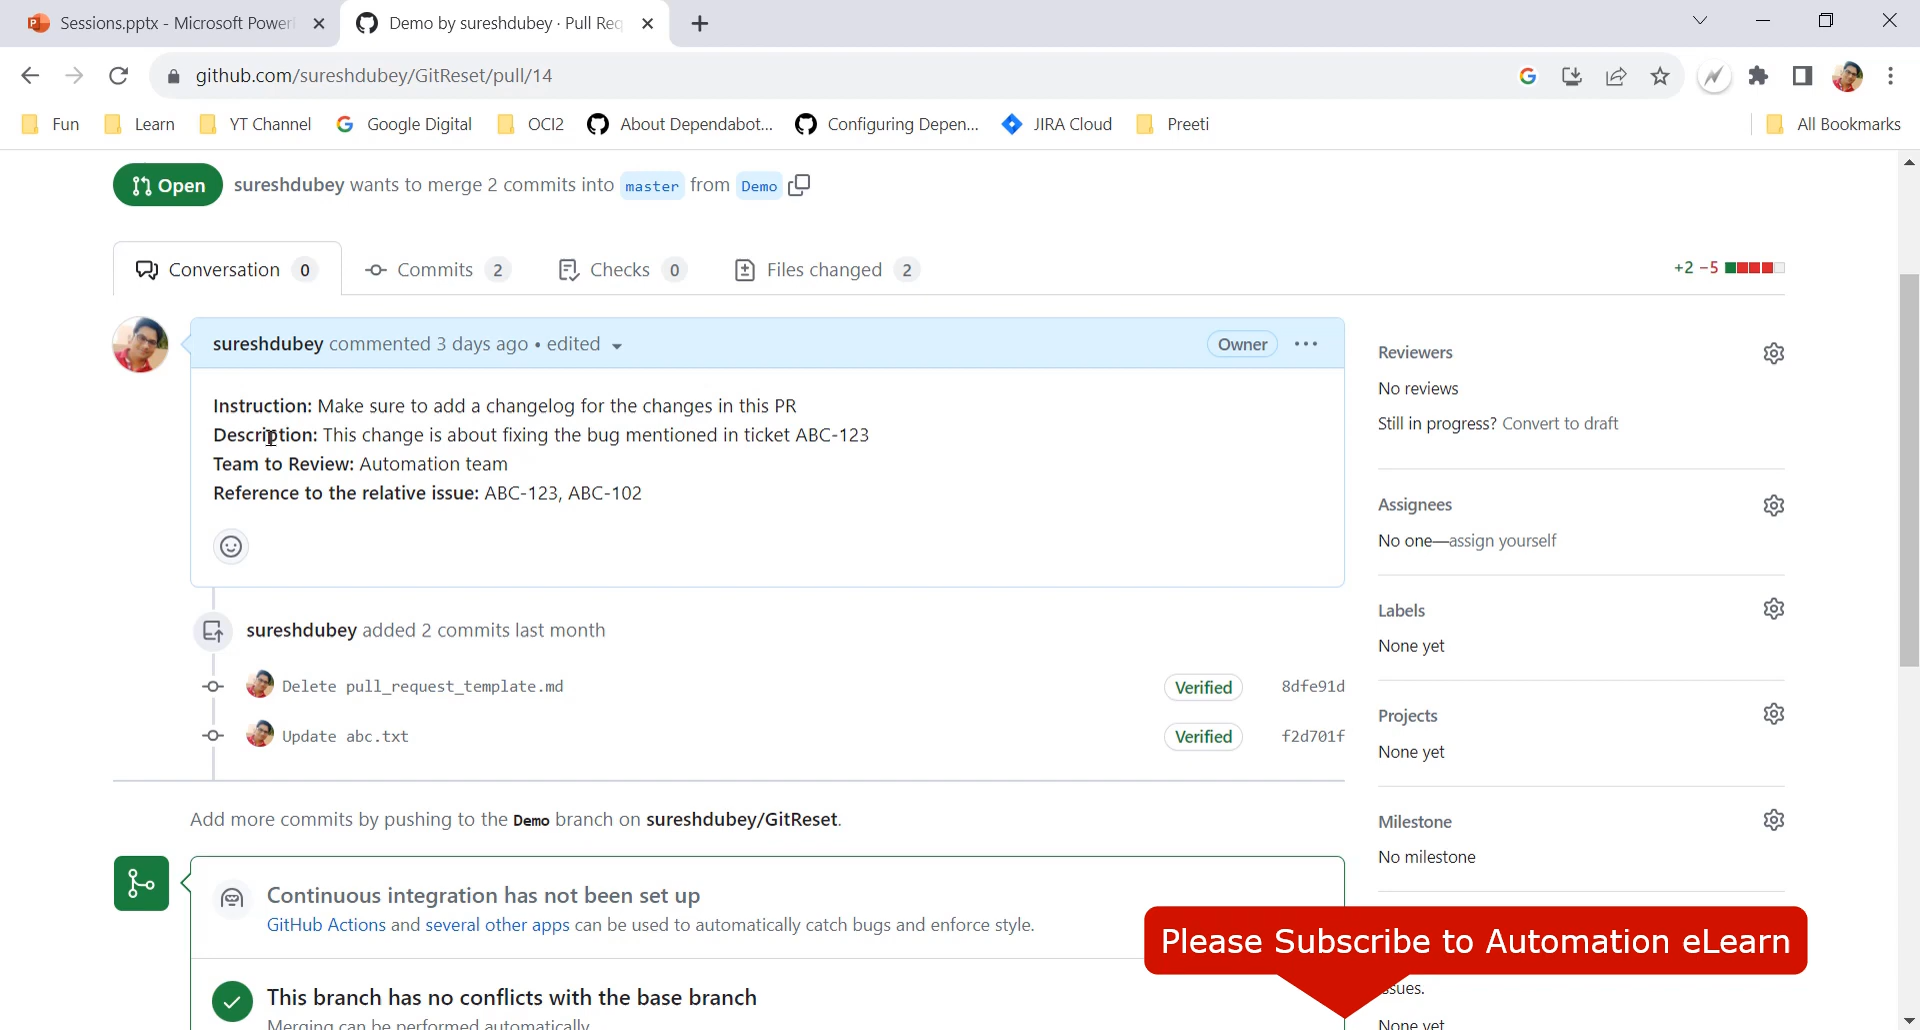 Sessions.pptx - Microsoft Power
Demo by sureshdubey · Pull Req
github.com/sureshdubey/GitReset/pull/14
Fun
Learn
YT Channel
Google Digital
OCI2
About Dependabot...
Configuring Depen...
JIRA Cloud
Preeti
All Bookmarks
Open
sureshdubey wants to merge 2 commits into master from Demo
Conversation 0
Commits 2
Checks 0
Files changed 2
+2 −5
sureshdubey commented 3 days ago • edited
Owner
Instruction: Make sure to add a changelog for the changes in this PR
Description: This change is about fixing the bug mentioned in ticket ABC-123
Team to Review: Automation team
Reference to the relative issue: ABC-123, ABC-102
sureshdubey added 2 commits last month
Delete pull_request_template.md
Verified
8dfe91d
Update abc.txt
Verified
f2d701f
Add more commits by pushing to the Demo branch on sureshdubey/GitReset.
Continuous integration has not been set up
GitHub Actions and several other apps can be used to automatically catch bugs and enforce style.
This branch has no conflicts with the base branch
Merging can be performed automatically.
Reviewers
No reviews
Still in progress? Convert to draft
Assignees
No one—assign yourself
Labels
None yet
Projects
None yet
Milestone
No milestone
Please Subscribe to Automation eLearn
ssues.
None yet